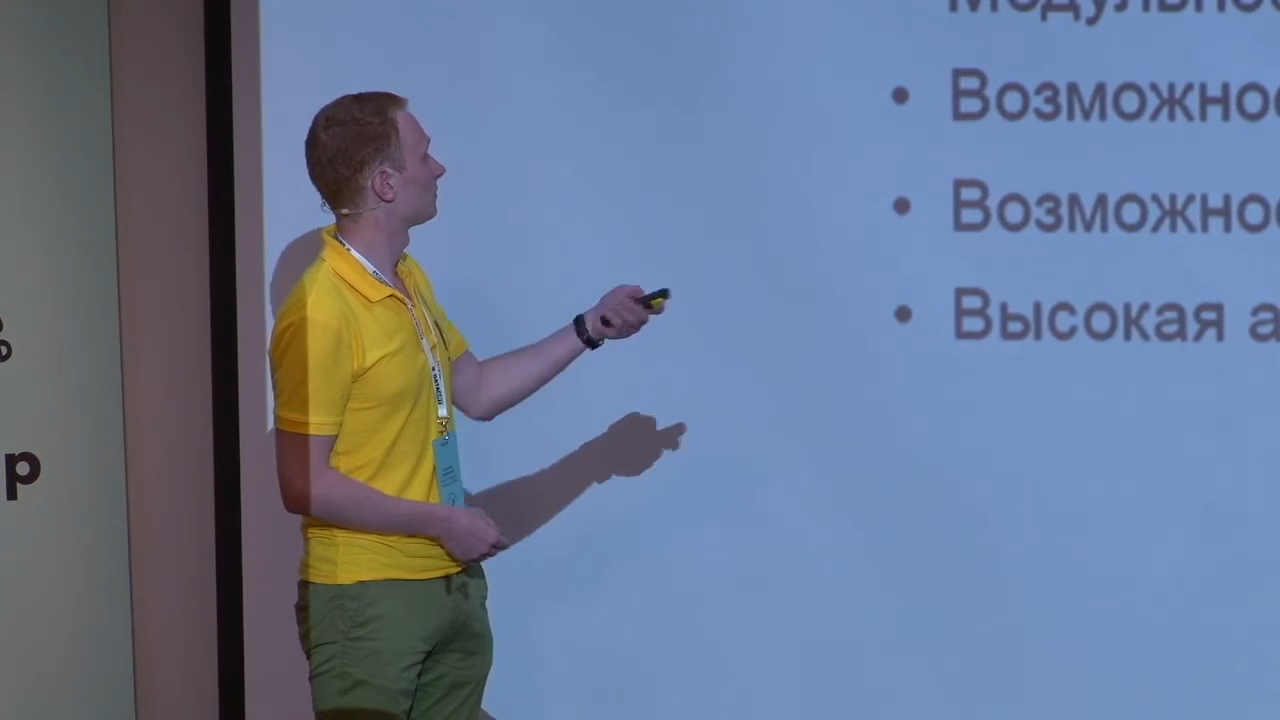 Модульнос
• Возможнос
• Возможнос
• Высокая а
ь
р